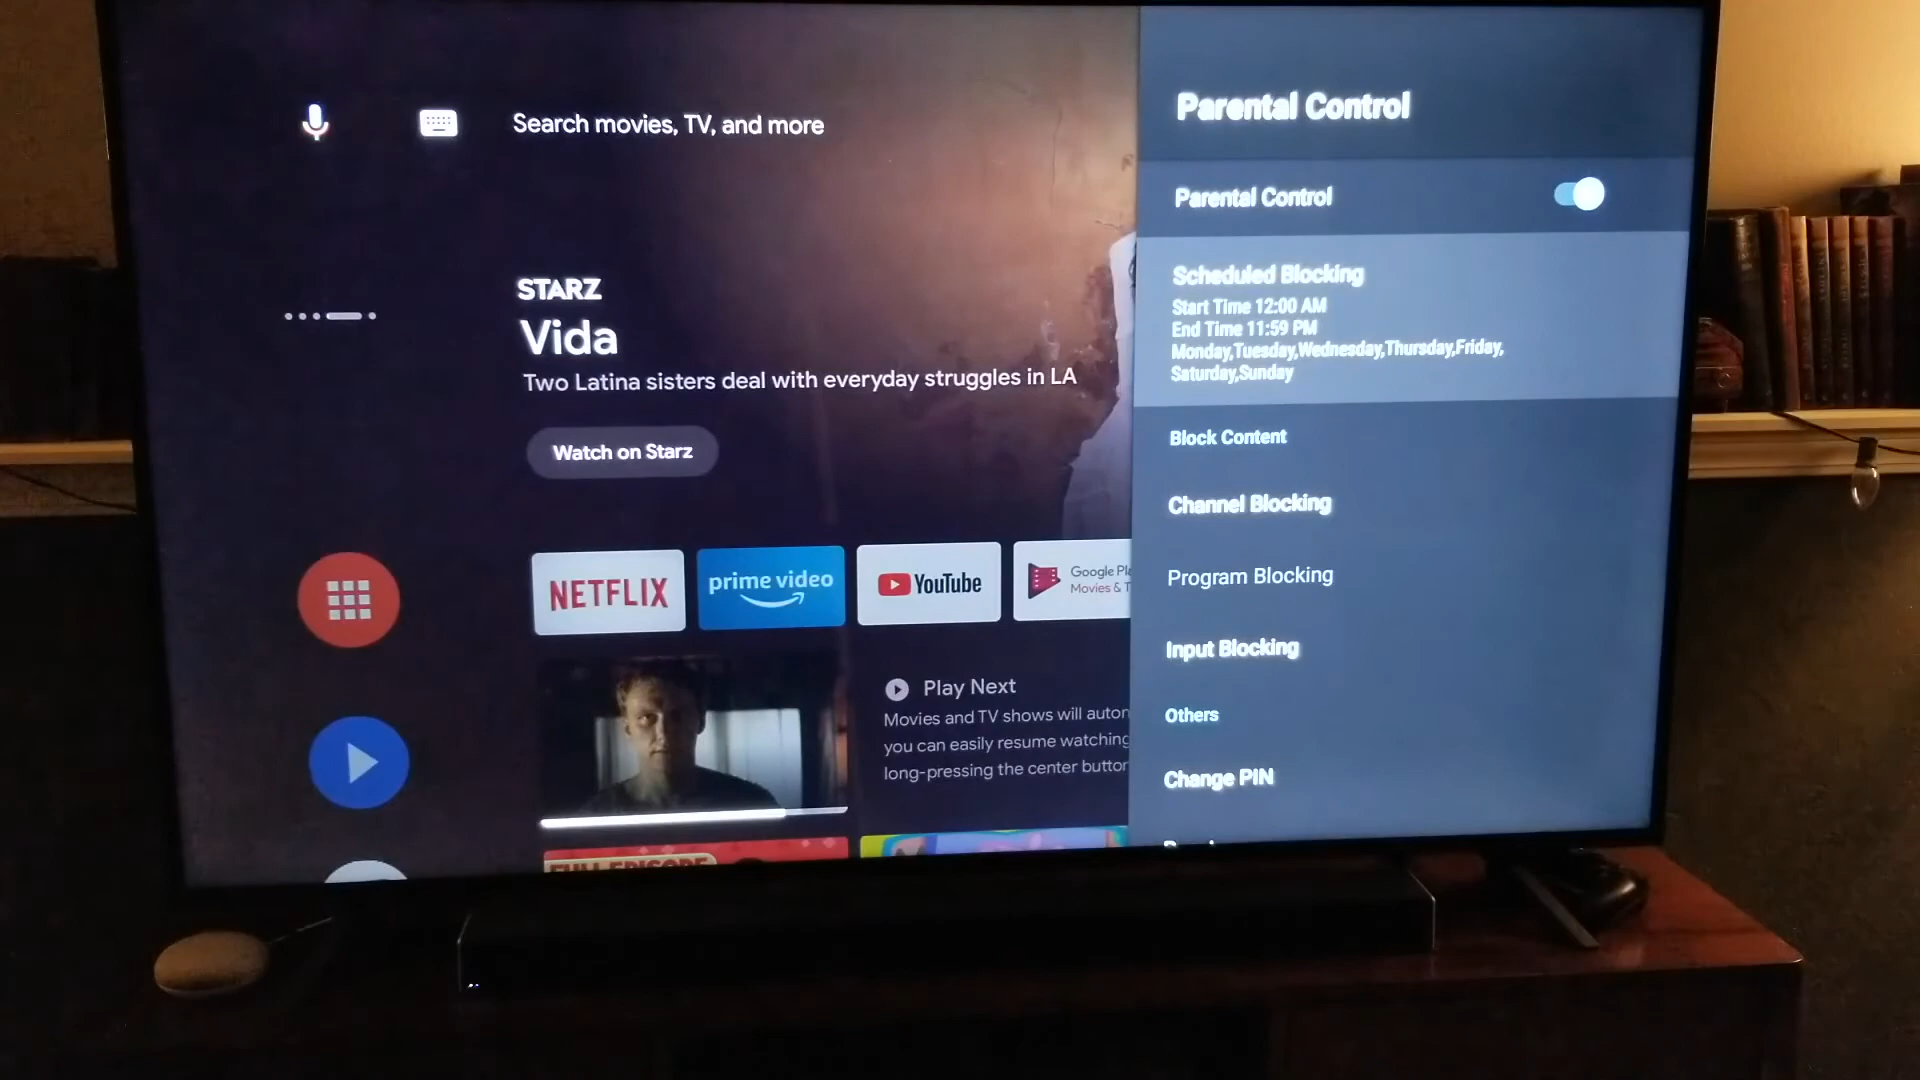 Search movies, TV, and more
STARZ
Vida
Two Latina sisters deal with everyday struggles in LA
Watch on Starz
NETFLIX
prime video
YouTube
Google Pla
Movies & T
Play Next
Movies and TV shows will auton
you can easily resume watching
long-pressing the center button
FULL EPISODE
Parental Control
Parental Control
Scheduled Blocking
Start Time 12:00 AM
End Time 11:59 PM
Monday,Tuesday,Wednesday,Thursday,Friday,
Saturday,Sunday
Block Content
Channel Blocking
Program Blocking
Input Blocking
Others
Change PIN